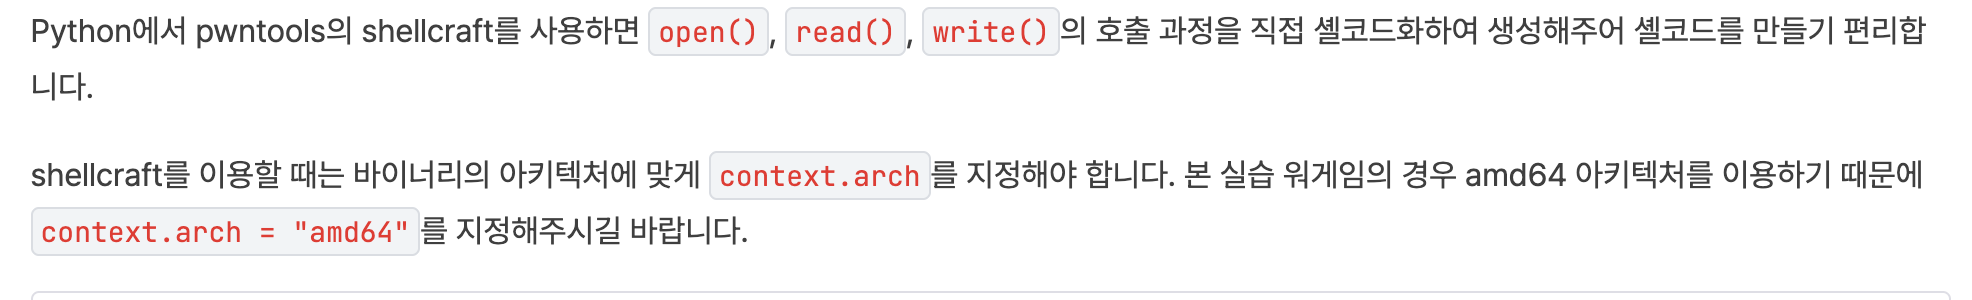 Python에서 pwntools의 shellcraft를 사용하면 open(), read(), write()의 호출 과정을 직접 셸코드화하여 생성해주어 셸코드를 만들기 편리합
니다.
shellcraft를 이용할 때는 바이너리의 아키텍처에 맞게 context.arch를 지정해야 합니다. 본 실습 워게임의 경우 amd64 아키텍처를 이용하기 때문에
context.arch = "amd64"를 지정해주시길 바랍니다.